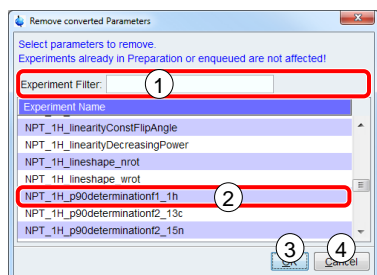 Remove converted Parameters
Select parameters to remove.
Experiments already in Preparation or enqueued are not affected!
Experiment Filter: 1
Experiment Name
NPT_1H_linearityConstFlipAngle
NPT_1H_linearityDecreasingPower
NPT_1H_lineshape_nrot
NPT_1H_lineshape_wrot
NPT_1H_p90determinationf1_1h
2
NPT_1H_p90determinationf2_13c
NPT_1H_p90determinationf2_15n
3 4
OK Cancel